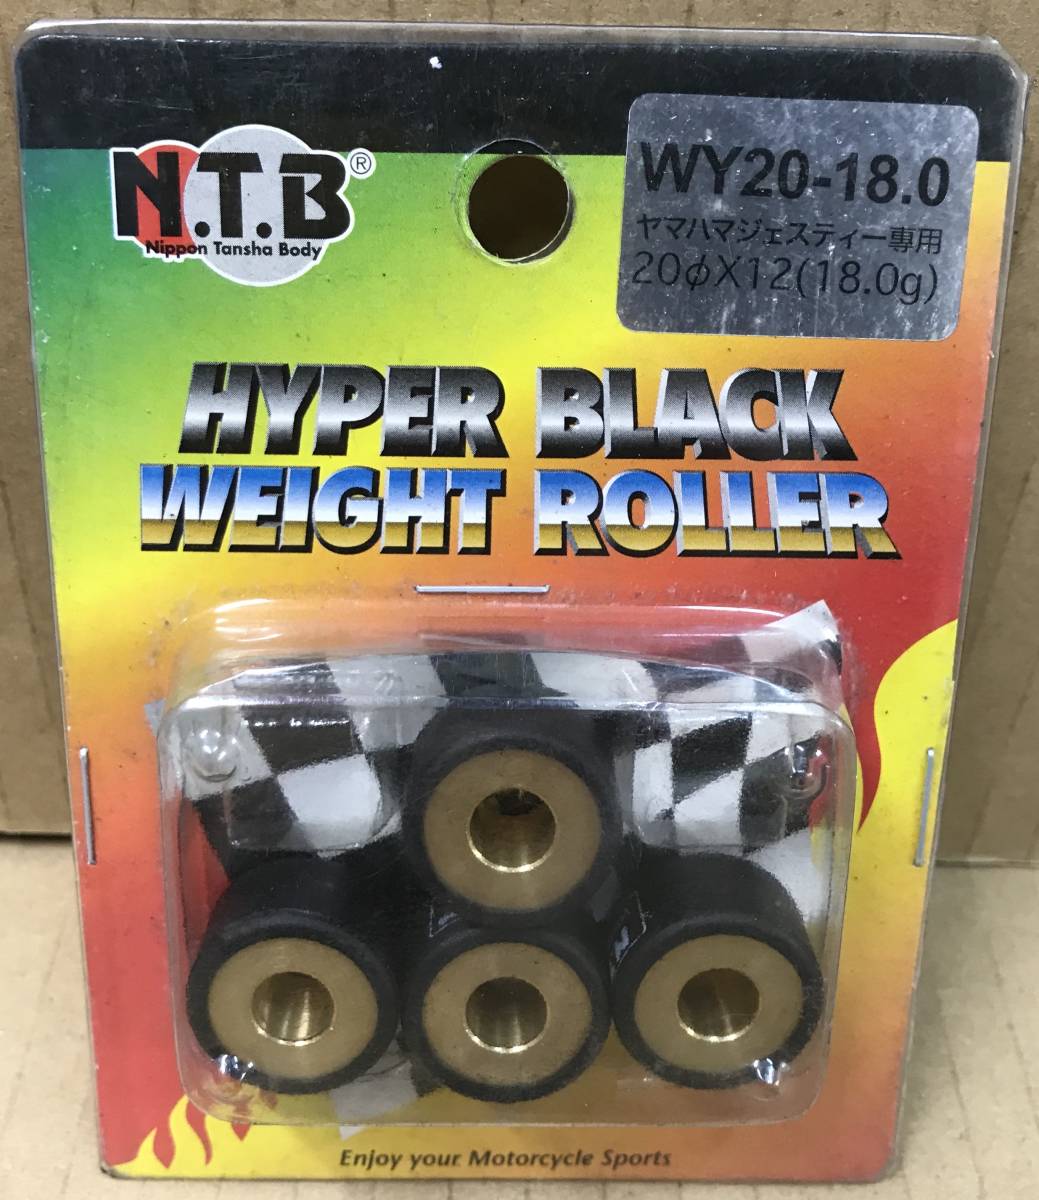 N.T.B®
Nippon Tansha Body
WY20-18.0
ヤマハマジェスティー専用
20φX12(18.0g)
HYPER BLACK
WEIGHT ROLLER
Enjoy your Motorcycle Sports